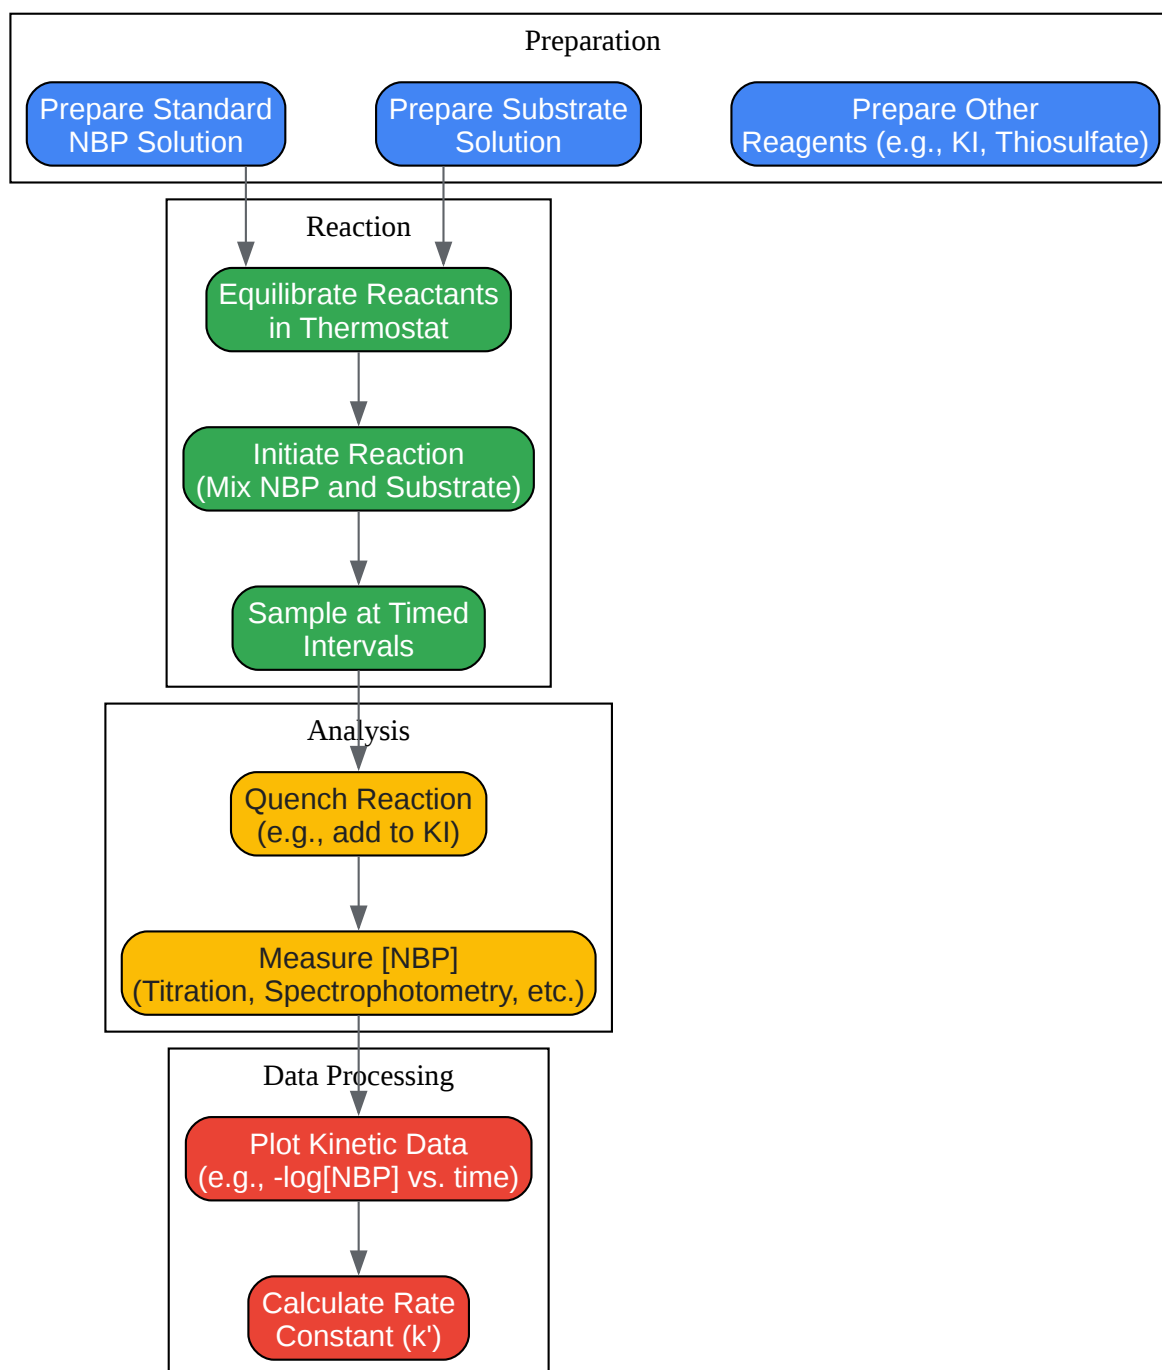 Preparation
Prepare Standard
NBP Solution
Prepare Substrate
Solution
Prepare Other
Reagents (e.g., KI, Thiosulfate)
Reaction
Equilibrate Reactants
in Thermostat
Initiate Reaction
(Mix NBP and Substrate)
Sample at Timed
Intervals
Analysis
Quench Reaction
(e.g., add to KI)
Measure [NBP]
(Titration, Spectrophotometry, etc.)
Data Processing
Plot Kinetic Data
(e.g., -log[NBP] vs. time)
Calculate Rate
Constant (k')